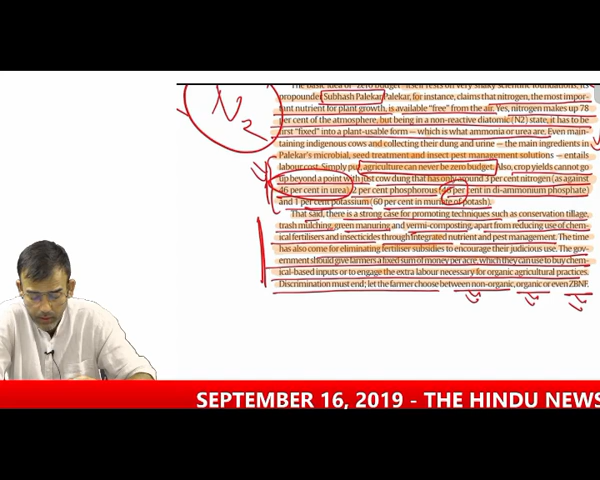 The basic idea of "zero budget" itself rests on very shaky scientific foundations. Its
propounder Subhash Palekar Palekar, for instance, claims that nitrogen, the most impor-
tant nutrient for plant growth, is available "free" from the air. Yes, nitrogen makes up 78
per cent of the atmosphere, but being in a non-reactive diatomic (N2) state, it has to be
first "fixed" into a plant-usable form — which is what ammonia or urea are. Even main-
taining indigenous cows and collecting their dung and urine — the main ingredients in
Palekar's microbial, seed treatment and insect pest management solutions — entails
labour cost. Simply put, agriculture can never be zero budget. Also, crop yields cannot go
up beyond a point with just cow dung that has only around 3 per cent nitrogen (as against
46 per cent in urea) 2 per cent phosphorous (46 per cent in di-ammonium phosphate)
and 1 per cent potassium (60 per cent in muriate of potash).
That said, there is a strong case for promoting techniques such as conservation tillage,
trash mulching, green manuring and vermi-composting, apart from reducing use of chem-
ical fertilisers and insecticides through integrated nutrient and pest management. The time
has also come for eliminating fertiliser subsidies to encourage their judicious use. The gov-
ernment should give farmers a fixed sum of money per acre, which they can use to buy chem-
ical-based inputs or to engage the extra labour necessary for organic agricultural practices.
Discrimination must end; let the farmer choose between non-organic, organic or even ZBNF.
N2
SEPTEMBER 16, 2019 - THE HINDU NEWS